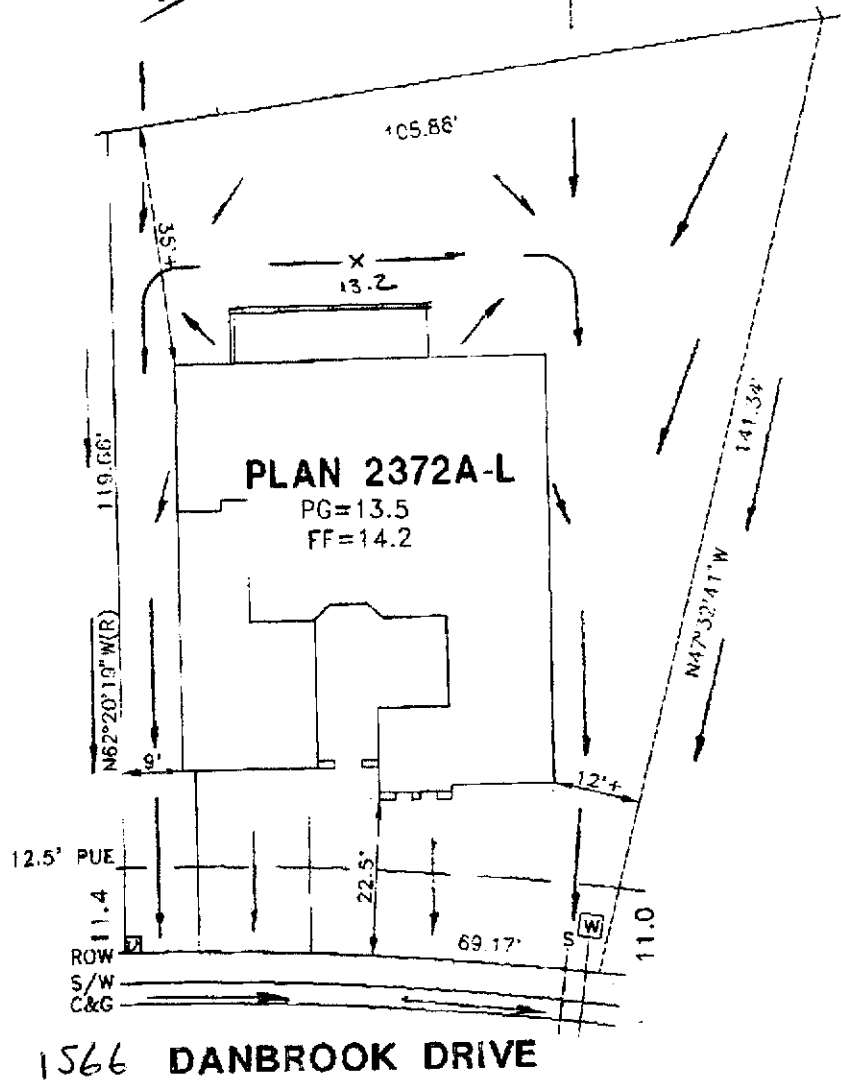 105.86'
35'+
X
13.2
119.66'
141.34'
PLAN 2372A-L
PG=13.5
FF=14.2
N62°20'19"W(R)
N47°32'41"W
9'
12'+
12.5' PUE
22.5'
11.4
11.0
W
S
69.17'
ROW
S/W
C&G
1566 DANBROOK DRIVE